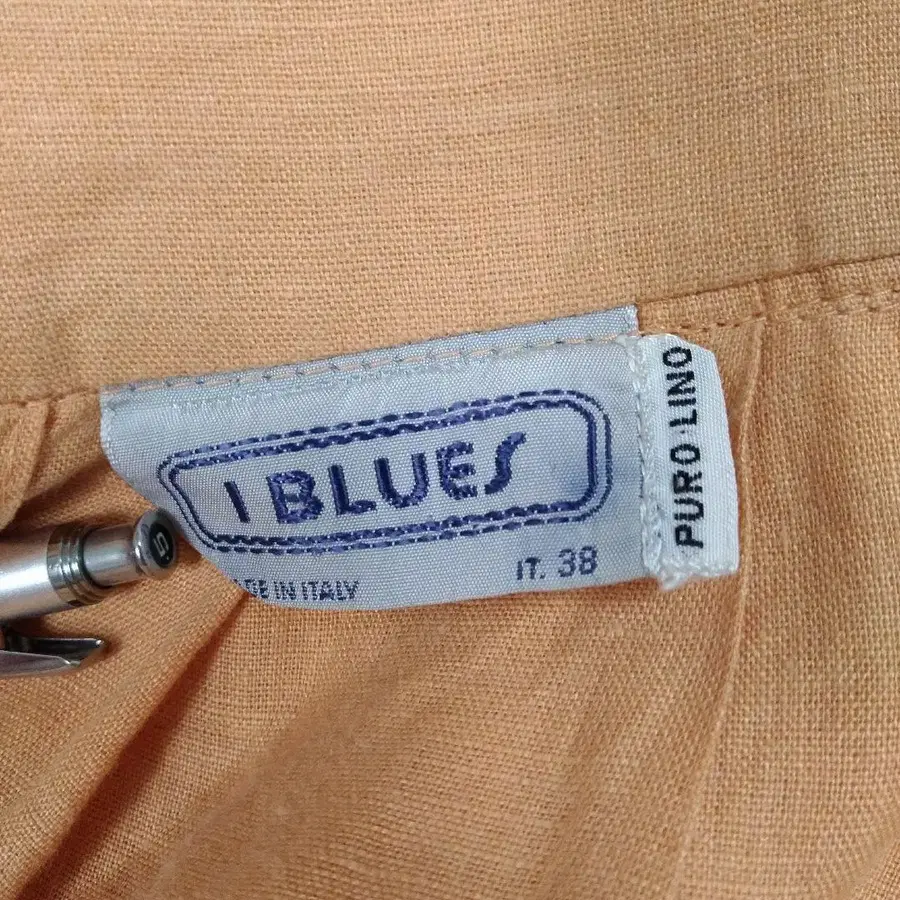 I BLUES
IN ITALY
IT. 38
PURO·LINO